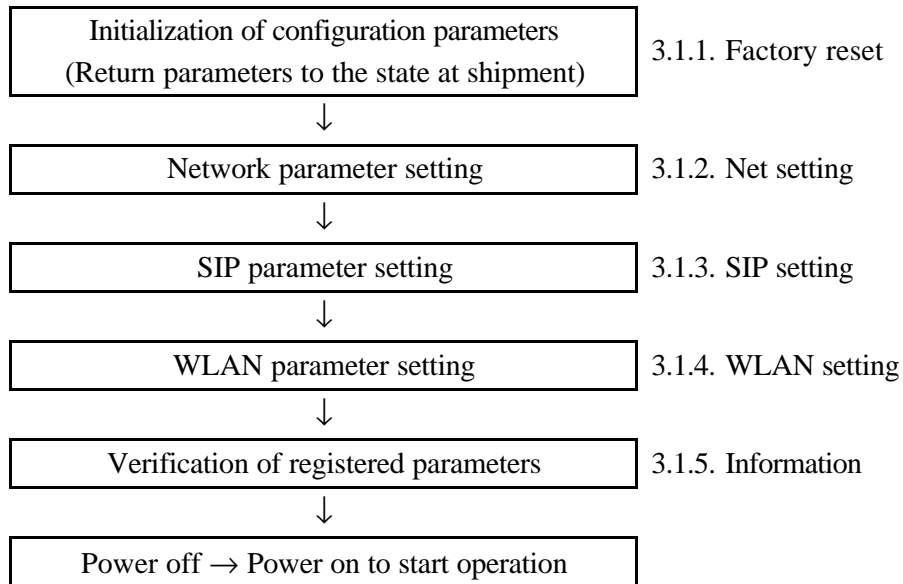 Initialization of configuration parameters
(Return parameters to the state at shipment)
3.1.1. Factory reset
↓
Network parameter setting
3.1.2. Net setting
↓
SIP parameter setting
3.1.3. SIP setting
↓
WLAN parameter setting
3.1.4. WLAN setting
↓
Verification of registered parameters
3.1.5. Information
↓
Power off → Power on to start operation